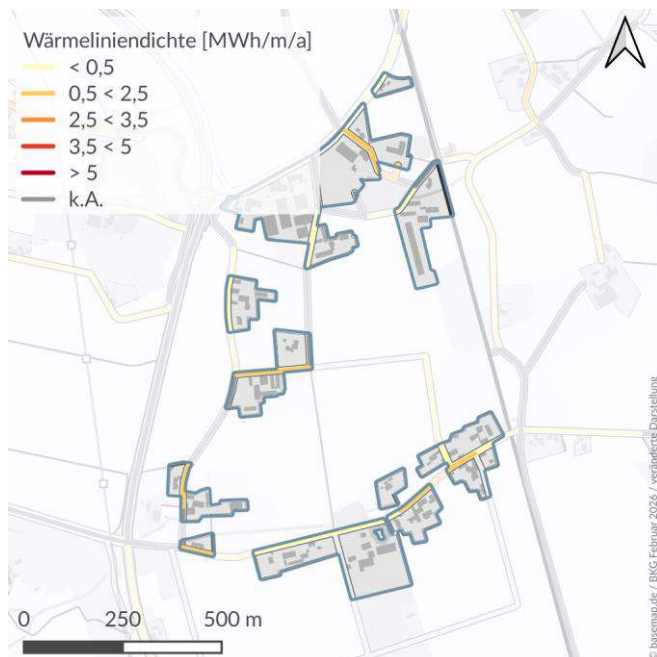 Wärmeliniendichte [MWh/m/a]
< 0,5
0,5 < 2,5
2,5 < 3,5
3,5 < 5
> 5
k.A.
0 250 500 m
© basemap.de / BKG Februar 2026 / veränderte Darstellung